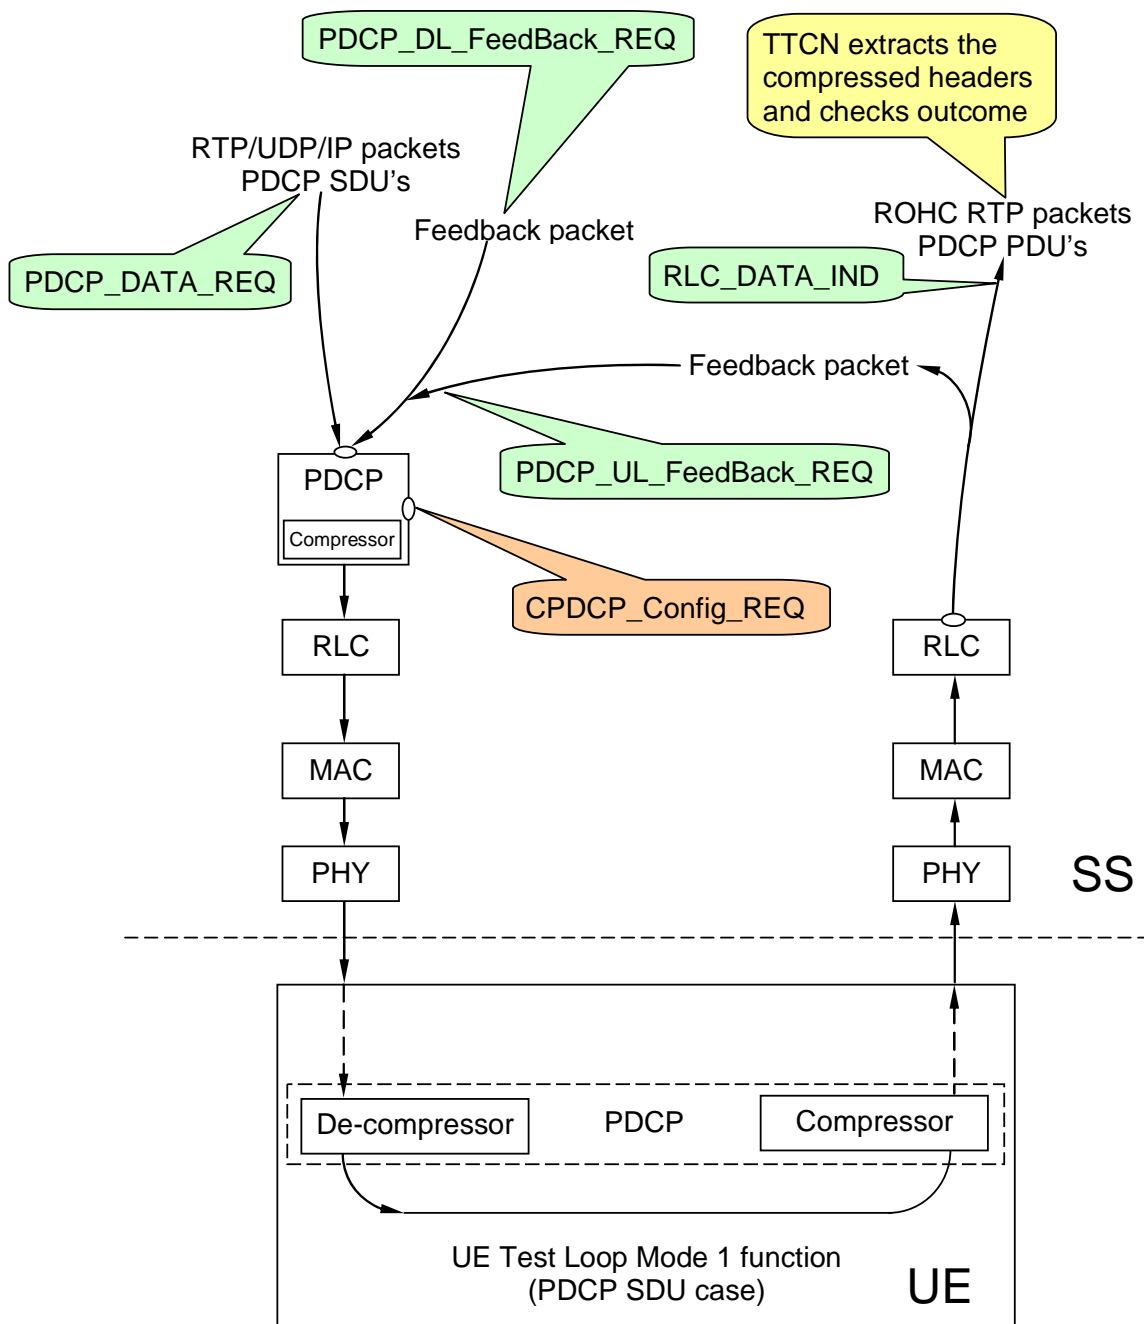 PDCP_DL_FeedBack_REQ
TTCN extracts the
compressed headers
and checks outcome
RTP/UDP/IP packets
PDCP SDU's
Feedback packet
ROHC RTP packets
PDCP PDU's
PDCP_DATA_REQ
RLC_DATA_IND
Feedback packet
PDCP_UL_FeedBack_REQ
PDCP
Compressor
CPDCP_Config_REQ
RLC
RLC
MAC
MAC
PHY
PHY
SS
De-compressor
PDCP
Compressor
UE Test Loop Mode 1 function
(PDCP SDU case)
UE